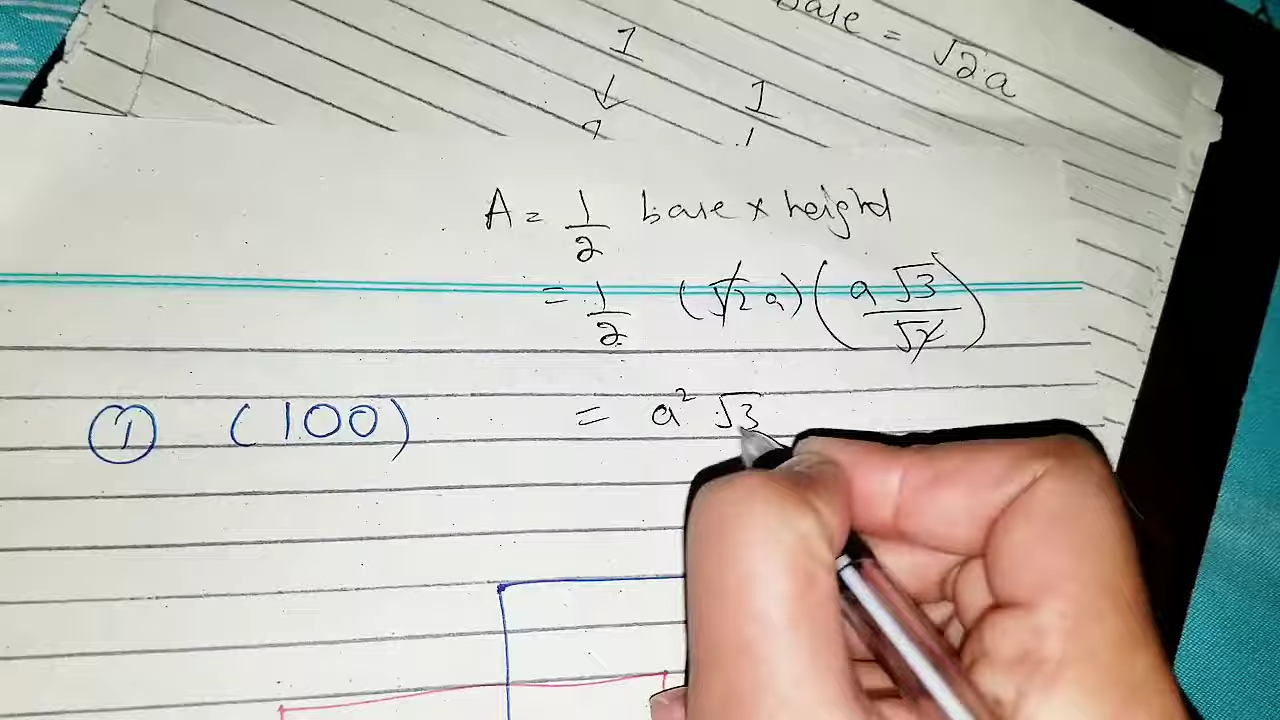 base = √2 a
1
1
A = 1/2 base × height
= 1/2 (√2 a) (a √3 / √2)
① (100)
= a² √3